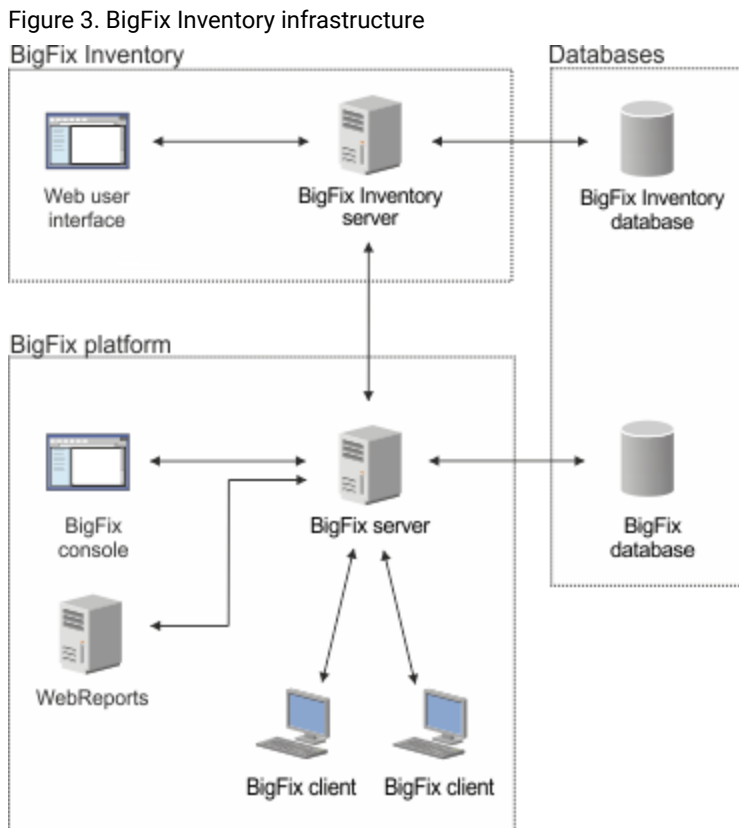 Figure 3. BigFix Inventory infrastructure
BigFix Inventory
Databases
Web user
interface
BigFix Inventory
server
BigFix Inventory
database
BigFix platform
BigFix
console
BigFix server
BigFix
database
WebReports
BigFix client
BigFix client